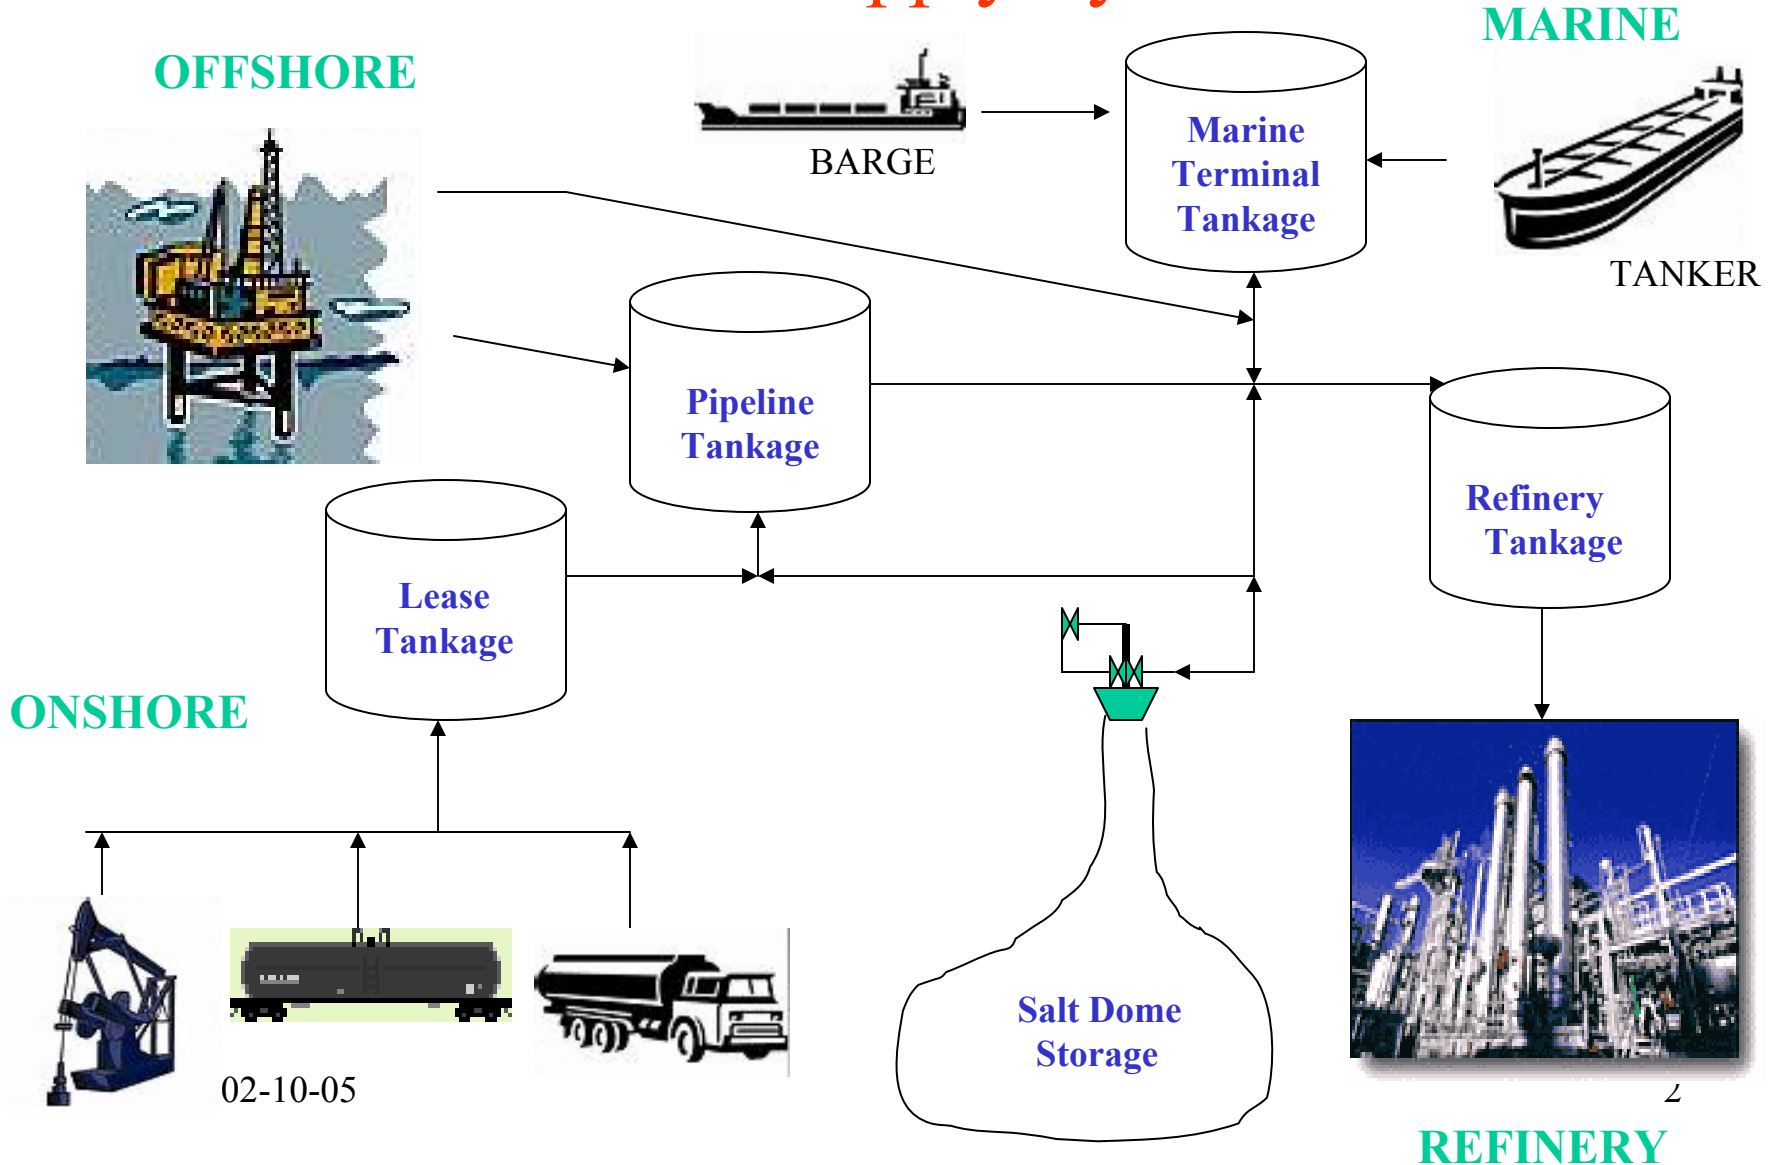 MARINE
OFFSHORE
BARGE
Marine
Terminal
Tankage
TANKER
Pipeline
Tankage
Refinery
Tankage
Lease
Tankage
ONSHORE
Salt Dome
Storage
02-10-05
2
REFINERY